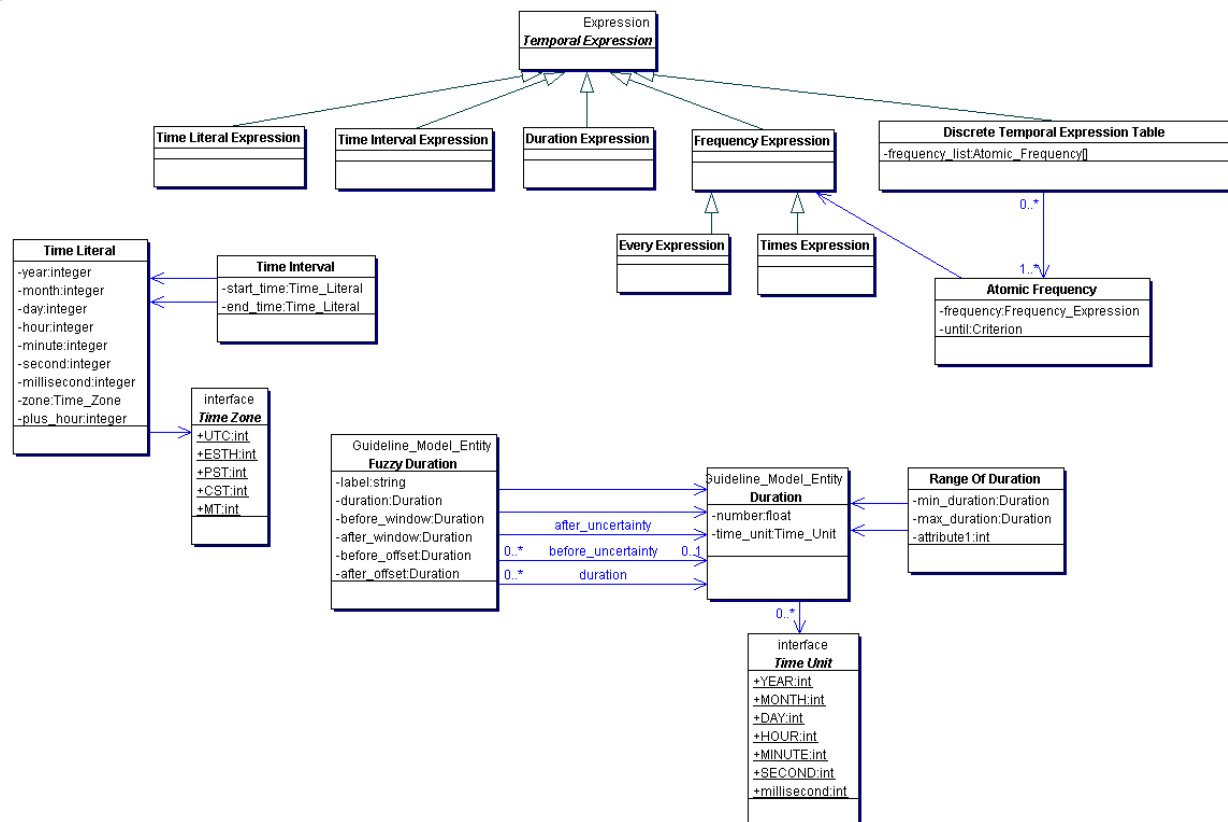 Expression
Temporal Expression
Time Literal Expression
Time Interval Expression
Duration Expression
Frequency Expression
Discrete Temporal Expression Table
-frequency_list:Atomic_Frequency[]
0..*
1..*
Every Expression
Times Expression
Atomic Frequency
-frequency:Frequency_Expression
-until:Criterion
Time Literal
-year:integer
-month:integer
-day:integer
-hour:integer
-minute:integer
-second:integer
-millisecond:integer
-zone:Time_Zone
-plus_hour:integer
Time Interval
-start_time:Time_Literal
-end_time:Time_Literal
interface
Time Zone
+UTC:int
+ESTH:int
+PST:int
+CST:int
+MT:int
Guideline_Model_Entity
Fuzzy Duration
-label:string
-duration:Duration
-before_window:Duration
-after_window:Duration
-before_offset:Duration
-after_offset:Duration
after_uncertainty
0..* before_uncertainty 0..1
0..* duration
Guideline_Model_Entity
Duration
-number:float
-time_unit:Time_Unit
Range Of Duration
-min_duration:Duration
-max_duration:Duration
-attribute1:int
0..*
interface
Time Unit
+YEAR:int
+MONTH:int
+DAY:int
+HOUR:int
+MINUTE:int
+SECOND:int
+millisecond:int